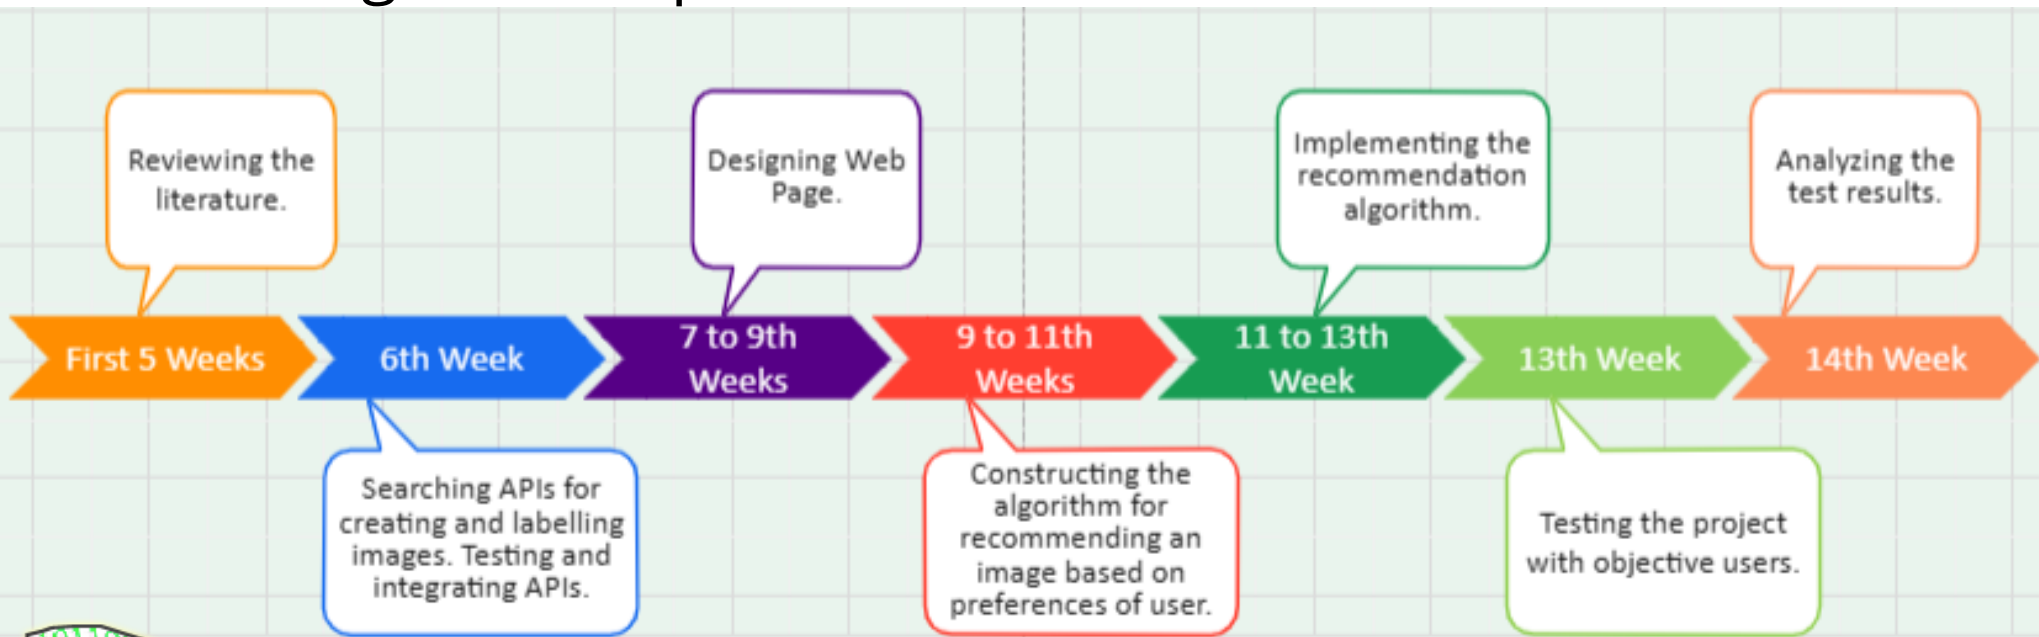 Reviewing the
literature.
Designing Web
Page.
Implementing the
recommendation
algorithm.
Analyzing the
test results.
First 5 Weeks
6th Week
7 to 9th
Weeks
9 to 11th
Weeks
11 to 13th
Week
13th Week
14th Week
Searching APIs for
creating and labelling
images. Testing and
integrating APIs.
Constructing the
algorithm for
recommending an
image based on
preferences of user.
Testing the project
with objective users.